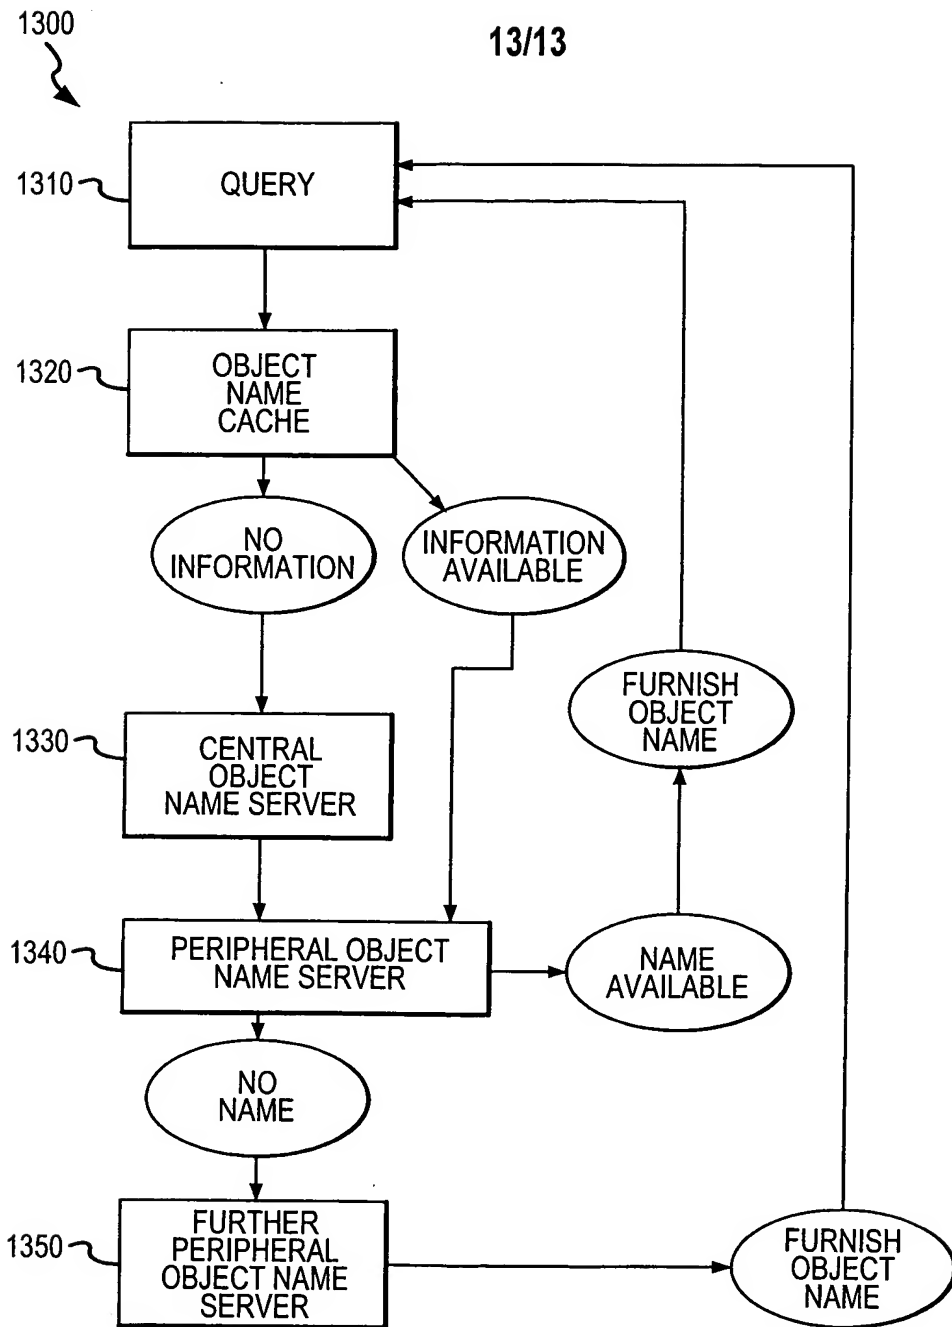 1300
13/13
1310
QUERY
1320
OBJECT
NAME
CACHE
NO
INFORMATION
INFORMATION
AVAILABLE
FURNISH
OBJECT
NAME
1330
CENTRAL
OBJECT
NAME SERVER
1340
PERIPHERAL OBJECT
NAME SERVER
NAME
AVAILABLE
NO
NAME
1350
FURTHER
PERIPHERAL
OBJECT NAME
SERVER
FURNISH
OBJECT
NAME